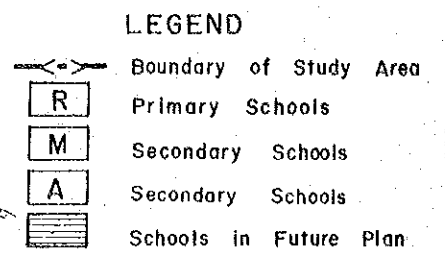 LEGEND
Boundary of Study Area
R Primary Schools
M Secondary Schools
A Secondary Schools
Schools in Future Plan